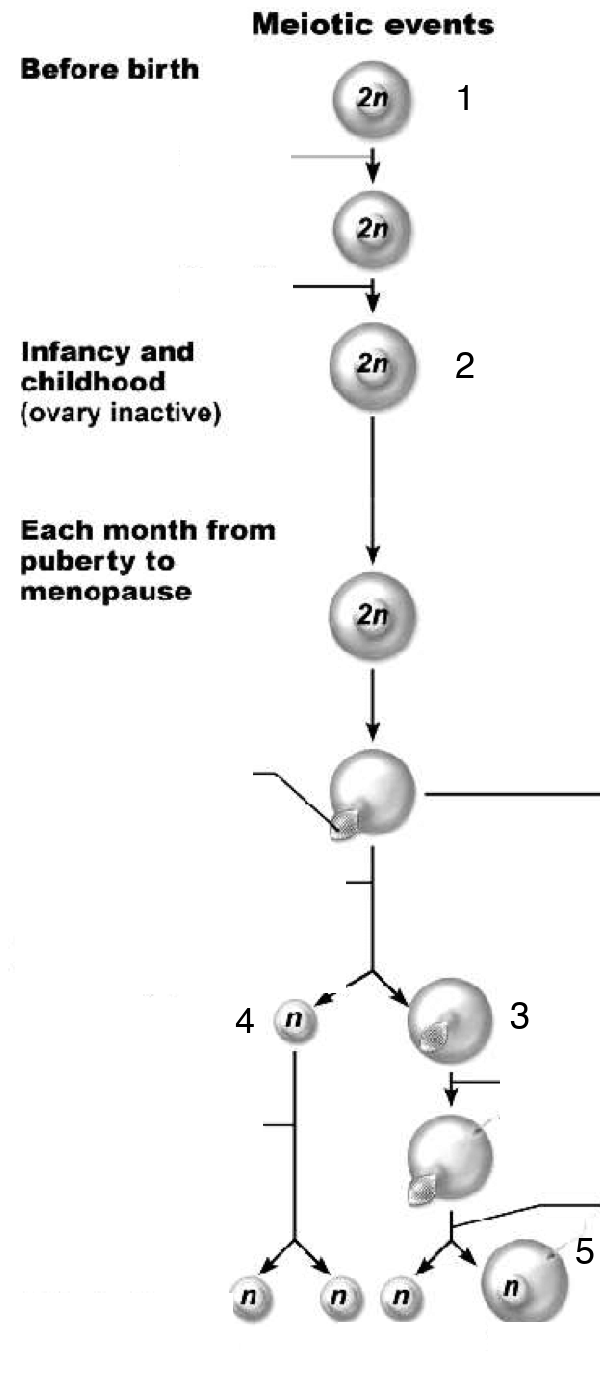 Meiotic events
Before birth
2n 1
2n
Infancy and
childhood
(ovary inactive)
2n 2
Each month from
puberty to
menopause
2n
4 n 3
5
n n n n